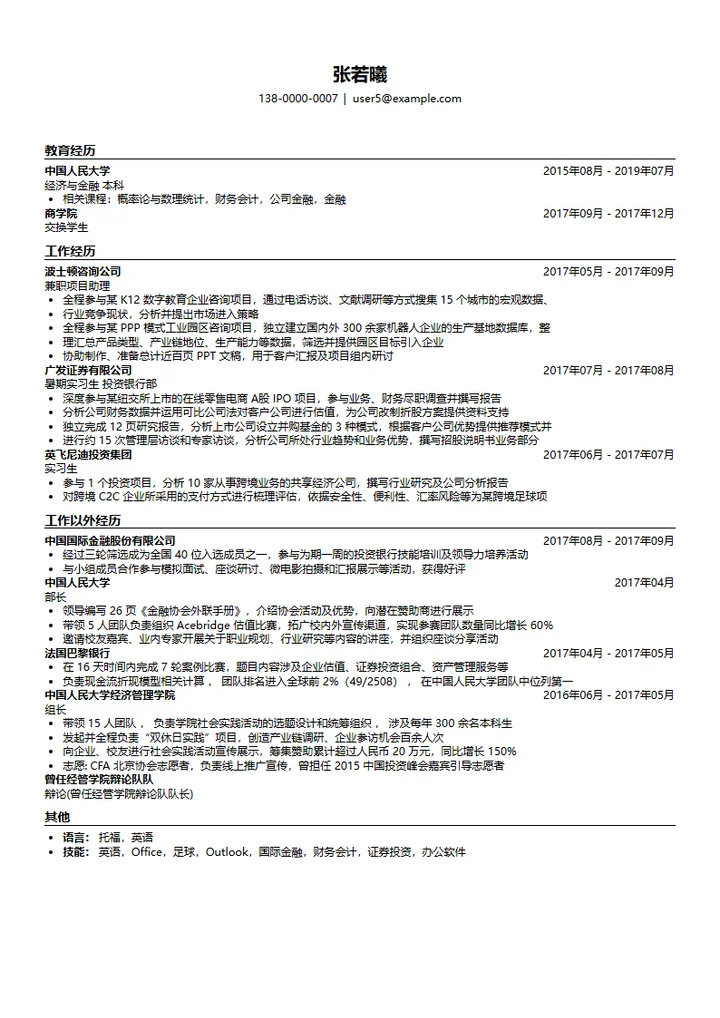 张若曦
138-0000-0007 | user5@example.com
教育经历
中国人民大学 2015年08月 - 2019年07月
经济与金融 本科
• 相关课程：概率论与数理统计，财务会计，公司金融，金融
商学院 2017年09月 - 2017年12月
交换学生
工作经历
波士顿咨询公司 2017年05月 - 2017年09月
兼职项目助理
• 全程参与某 K12 数字教育企业咨询项目，通过电话访谈、文献调研等方式搜集 15 个城市的宏观数据、
• 行业竞争现状，分析并提出市场进入策略
• 全程参与某 PPP 模式工业园区咨询项目，独立建立国内外 300 余家机器人企业的生产基地数据库，整
• 理汇总产品类型、产业链地位、生产能力等数据，筛选并提供园区目标引入企业
• 协助制作、准备总计近百页 PPT 文稿，用于客户汇报及项目组内研讨
广发证券有限公司 2017年07月 - 2017年08月
暑期实习生 投资银行部
• 深度参与某纽交所上市的在线零售电商 A股 IPO 项目，参与业务、财务尽职调查并撰写报告
• 分析公司财务数据并运用可比公司法对客户公司进行估值，为公司改制折股方案提供资料支持
• 独立完成 12 页研究报告，分析上市公司设立并购基金的 3 种模式，根据客户公司优势提供推荐模式并
• 进行约 15 次管理层访谈和专家访谈，分析公司所处行业趋势和业务优势，撰写招股说明书业务部分
英飞尼迪投资集团 2017年06月 - 2017年07月
实习生
• 参与 1 个投资项目，分析 10 家从事跨境业务的共享经济公司，撰写行业研究及公司分析报告
• 对跨境 C2C 企业所采用的支付方式进行梳理评估，依据安全性、便利性、汇率风险等为某跨境足球项
工作以外经历
中国国际金融股份有限公司 2017年08月 - 2017年09月
• 经过三轮筛选成为全国 40 位入选成员之一，参与为期一周的投资银行技能培训及领导力培养活动
• 与小组成员合作参与模拟面试、座谈研讨、微电影拍摄和汇报展示等活动，获得好评
中国人民大学 2017年04月
部长
• 领导编写 26 页《金融协会外联手册》，介绍协会活动及优势，向潜在赞助商进行展示
• 带领 5 人团队负责组织 Acebridge 估值比赛，拓广校内外宣传渠道，实现参赛团队数量同比增长 60%
• 邀请校友嘉宾、业内专家开展关于职业规划、行业研究等内容的讲座，并组织座谈分享活动
法国巴黎银行 2017年04月 - 2017年05月
• 在 16 天时间内完成 7 轮案例比赛，题目内容涉及企业估值、证券投资组合、资产管理服务等
• 负责现金流折现模型相关计算 ， 团队排名进入全球前 2%（49/2508） ， 在中国人民大学团队中位列第一
中国人民大学经济管理学院 2016年06月 - 2017年05月
组长
• 带领 15 人团队 ， 负责学院社会实践活动的选题设计和统筹组织 ， 涉及每年 300 余名本科生
• 发起并全程负责“双休日实践”项目，创造产业链调研、企业参访机会百余人次
• 向企业、校友进行社会实践活动宣传展示，筹集赞助累计超过人民币 20 万元，同比增长 150%
• 志愿: CFA 北京协会志愿者，负责线上推广宣传，曾担任 2015 中国投资峰会嘉宾引导志愿者
曾任经管学院辩论队队
辩论(曾任经管学院辩论队队长)
其他
• 语言： 托福，英语
• 技能： 英语，Office，足球，Outlook，国际金融，财务会计，证券投资，办公软件